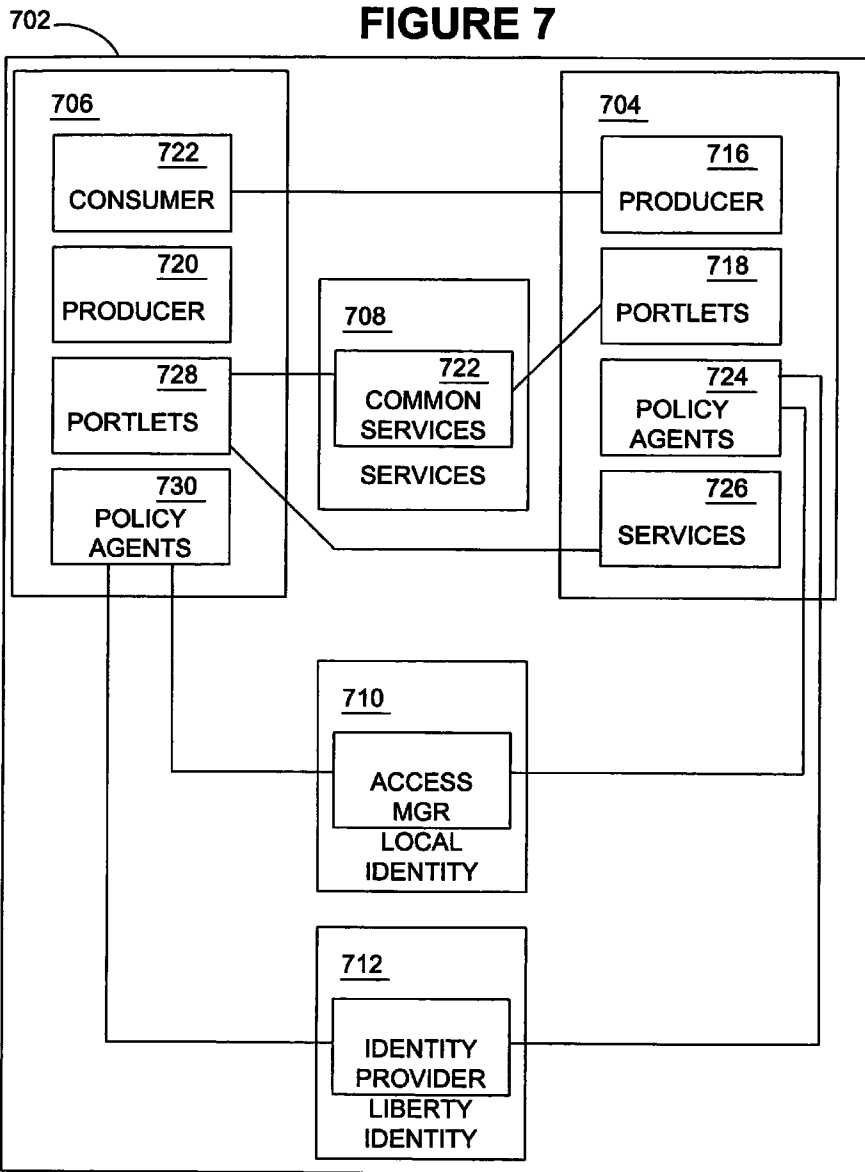 FIGURE 7
702
706
722
CONSUMER
720
PRODUCER
728
PORTLETS
730
POLICY
AGENTS
708
722
COMMON
SERVICES
SERVICES
704
716
PRODUCER
718
PORTLETS
724
POLICY
AGENTS
726
SERVICES
710
ACCESS
MGR
LOCAL
IDENTITY
712
IDENTITY
PROVIDER
LIBERTY
IDENTITY